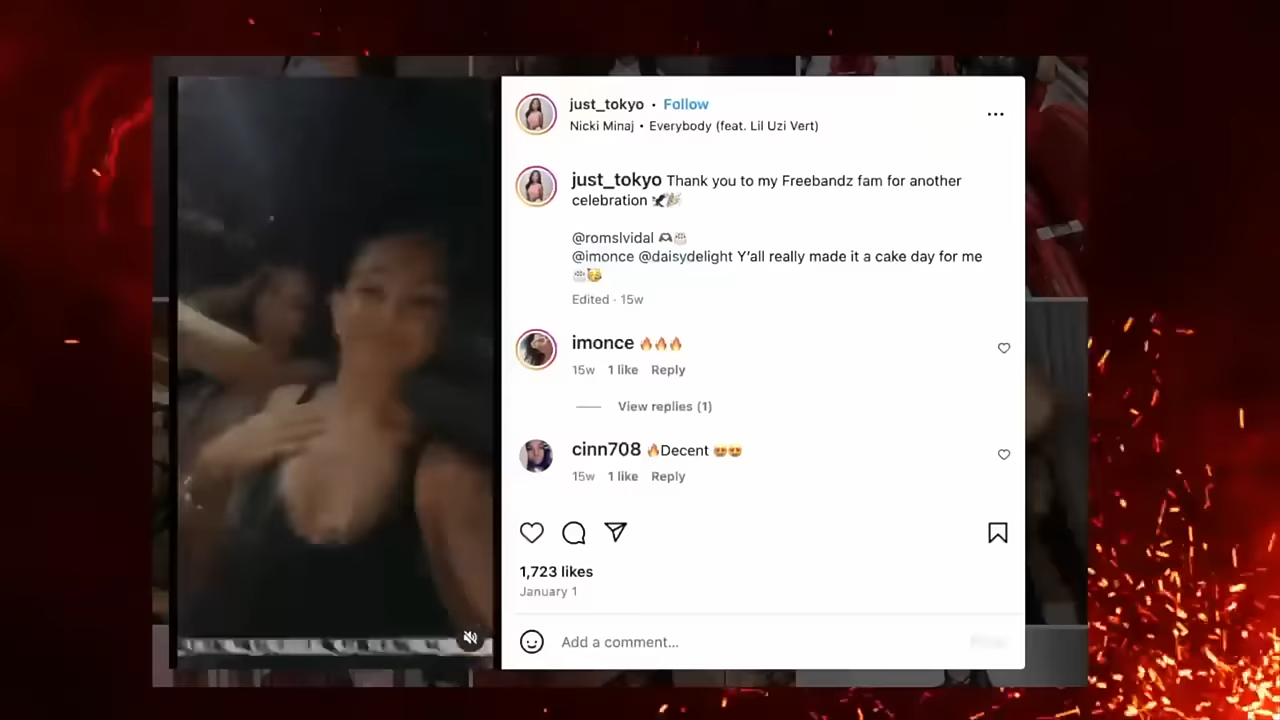 just_tokyo • Follow
Nicki Minaj • Everybody (feat. Lil Uzi Vert)
just_tokyo Thank you to my Freebandz fam for another
celebration 🦅🎉
@romslvidal 🫶🎂
@imonce @daisydelight Y'all really made it a cake day for me
🎂🥳
Edited · 15w
imonce 🔥🔥🔥
15w 1 like Reply
View replies (1)
cinn708 🔥Decent 😍😍
15w 1 like Reply
1,723 likes
January 1
Add a comment...